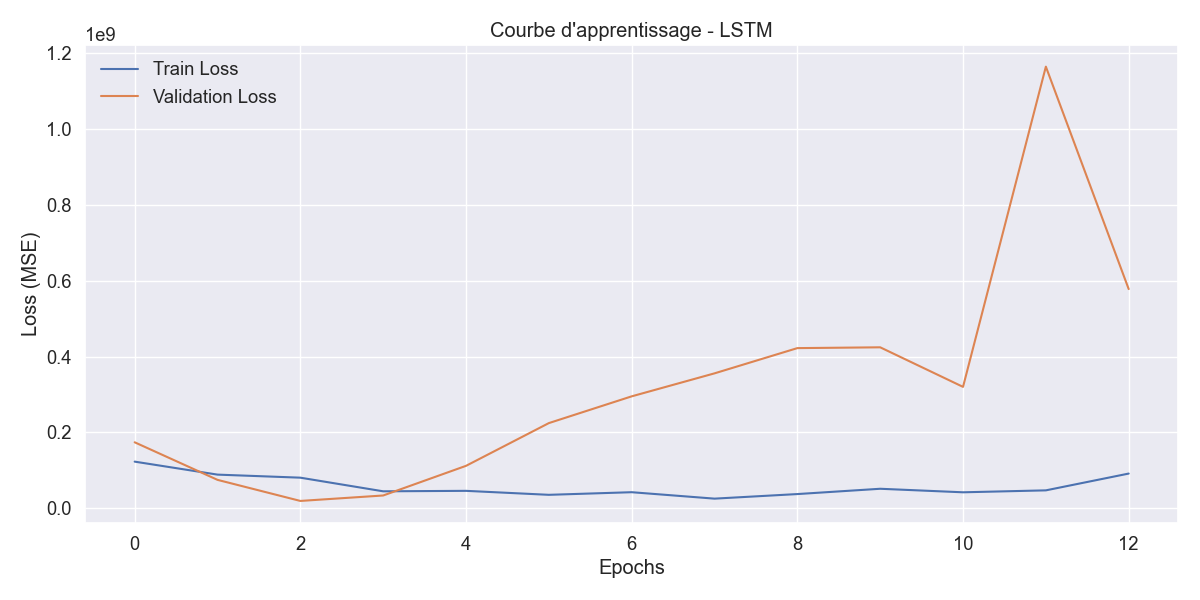 Courbe d'apprentissage - LSTM
1e9
1.2
1.0
0.8
0.6
0.4
0.2
0.0
Loss (MSE)
Train Loss
Validation Loss
0 2 4 6 8 10 12
Epochs